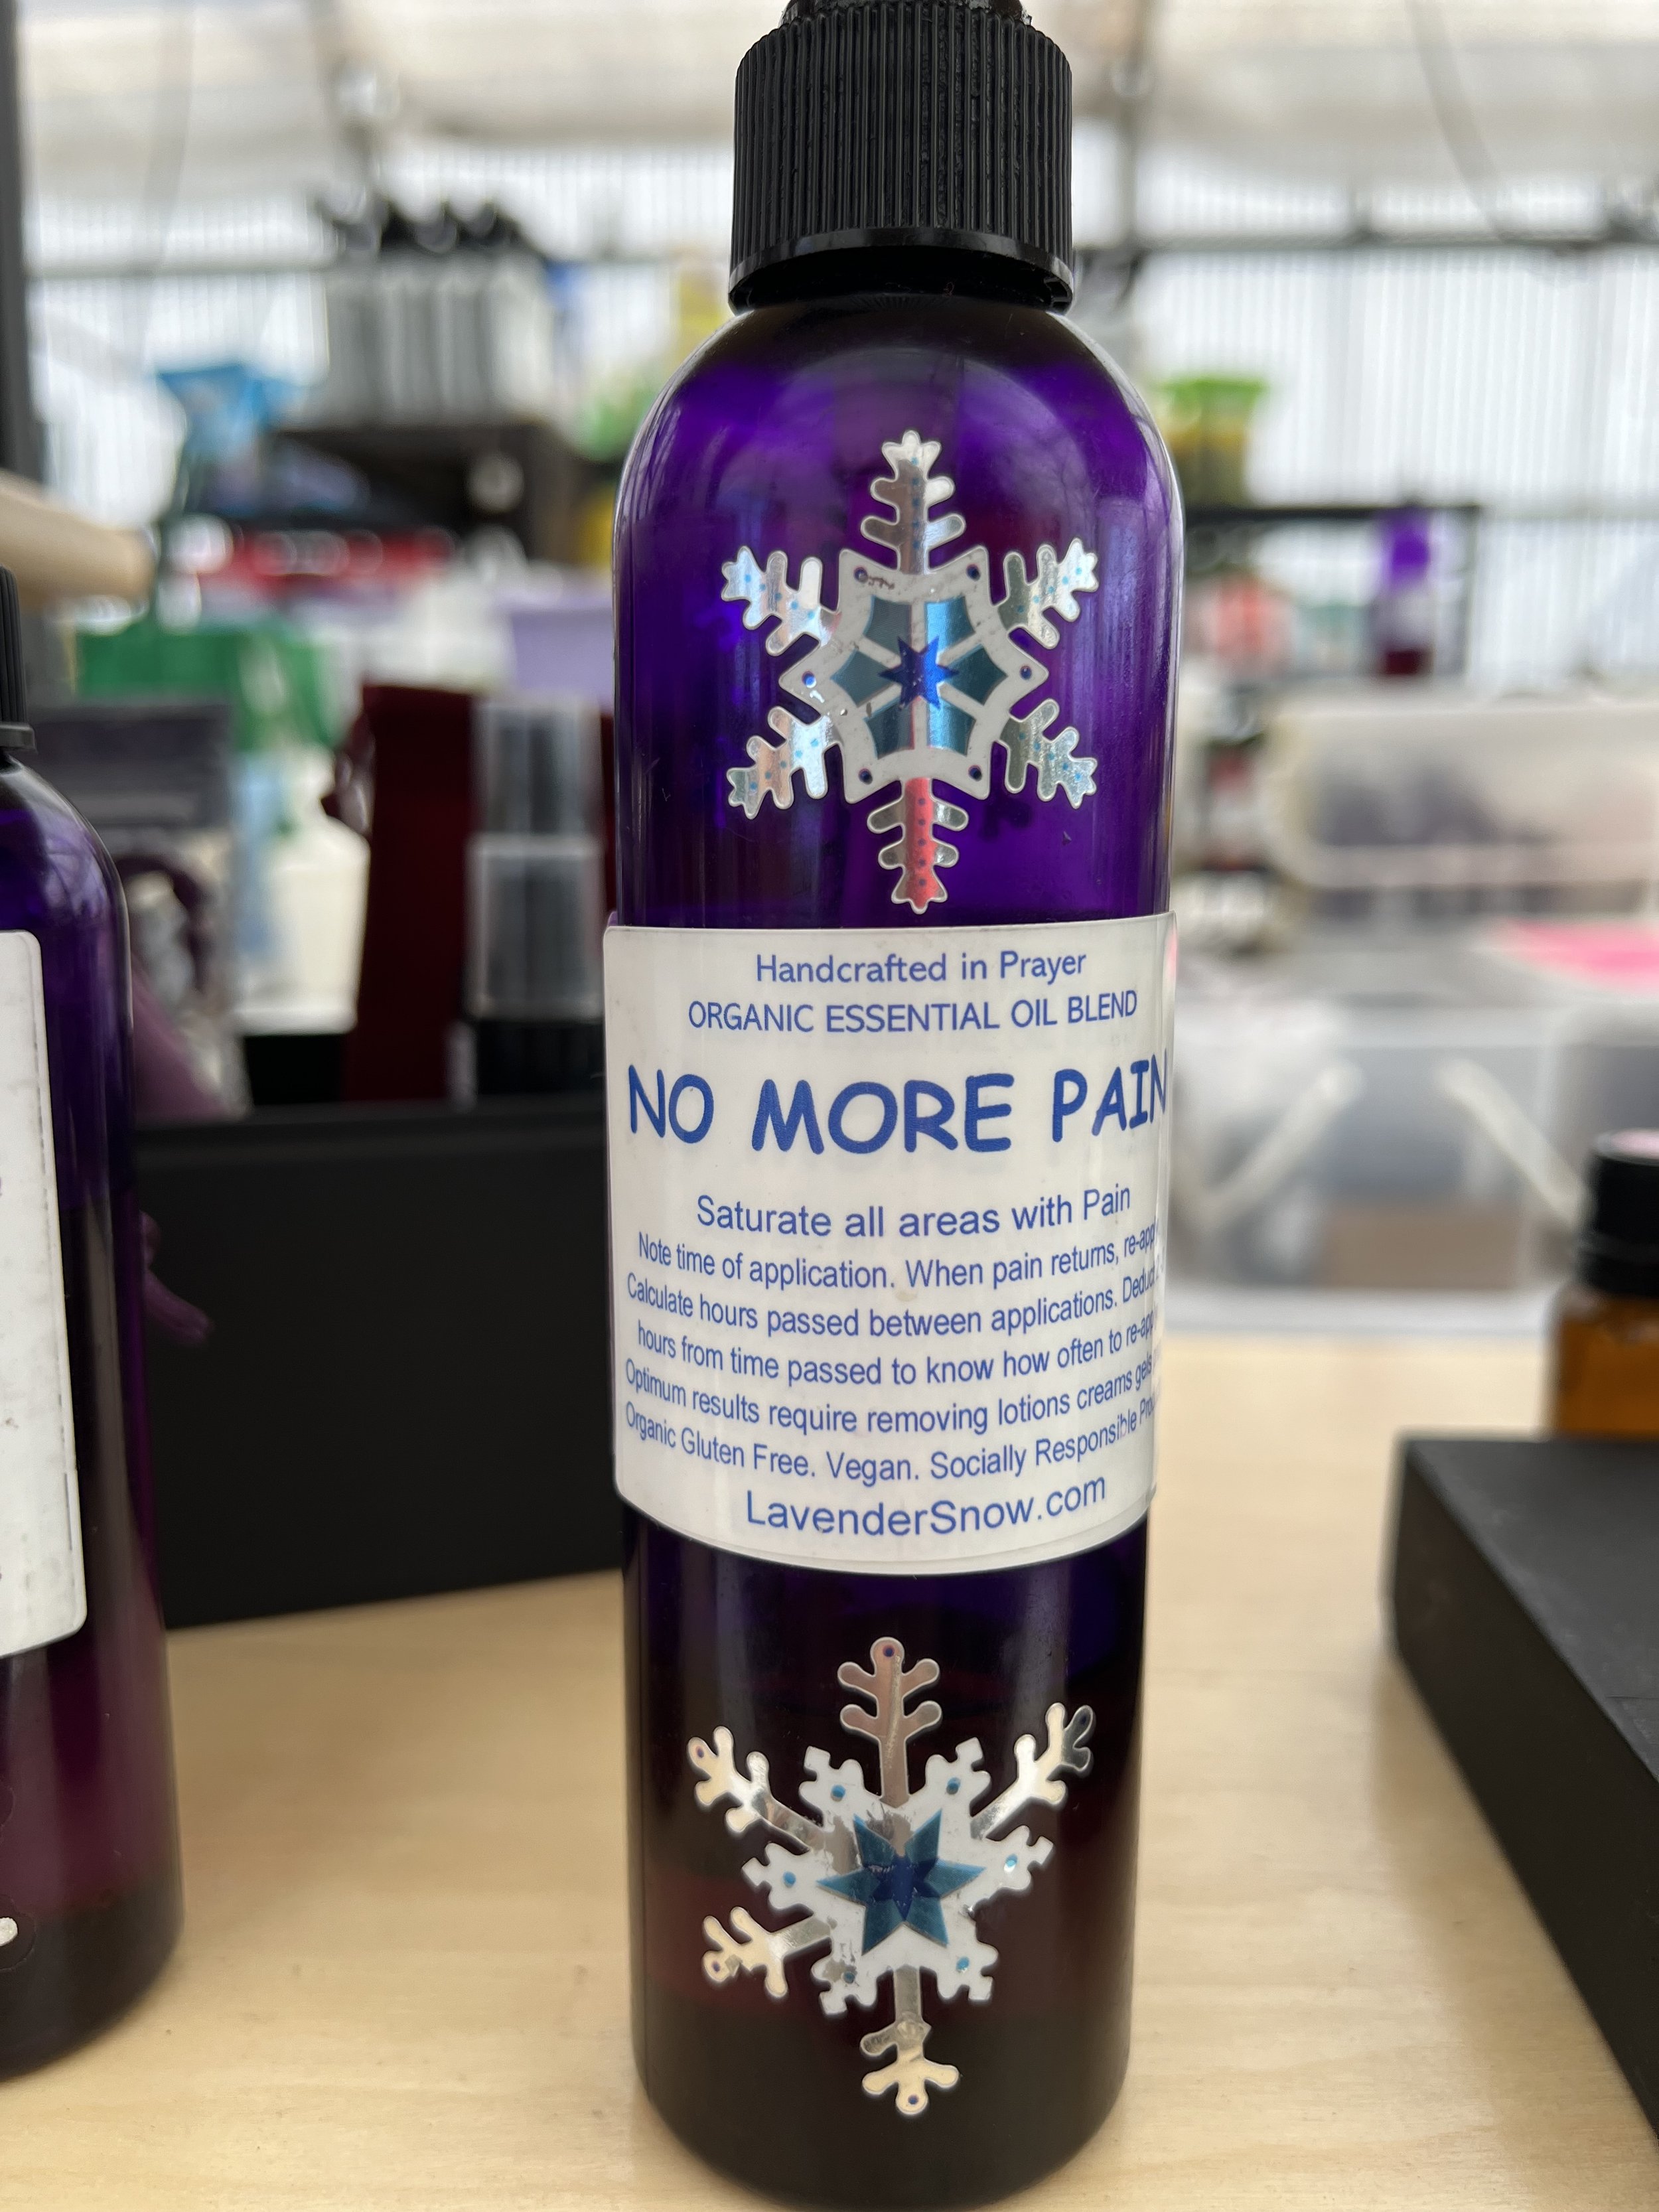 Handcrafted in Prayer
ORGANIC ESSENTIAL OIL BLEND
NO MORE PAIN
Saturate all areas with Pain
Note time of application. When pain returns,
Calculate hours passed between applications.
hours from time passed to know how often to
Optimum results require removing lotions creams gels
Organic Gluten Free. Vegan. Socially Responsible
LavenderSnow.com